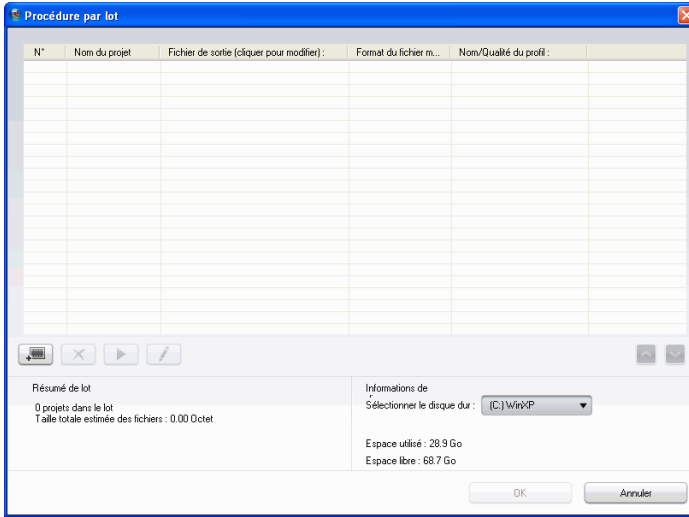 Procédure par lot
N° Nom du projet Fichier de sortie (cliquer pour modifier) : Format du fichier m... Nom/Qualité du profil :
Résumé de lot
0 projets dans le lot
Taille totale estimée des fichiers : 0.00 Octet
Informations de
Sélectionner le disque dur : (C:) WinXP
Espace utilisé : 28.9 Go
Espace libre : 68.7 Go
OK Annuler